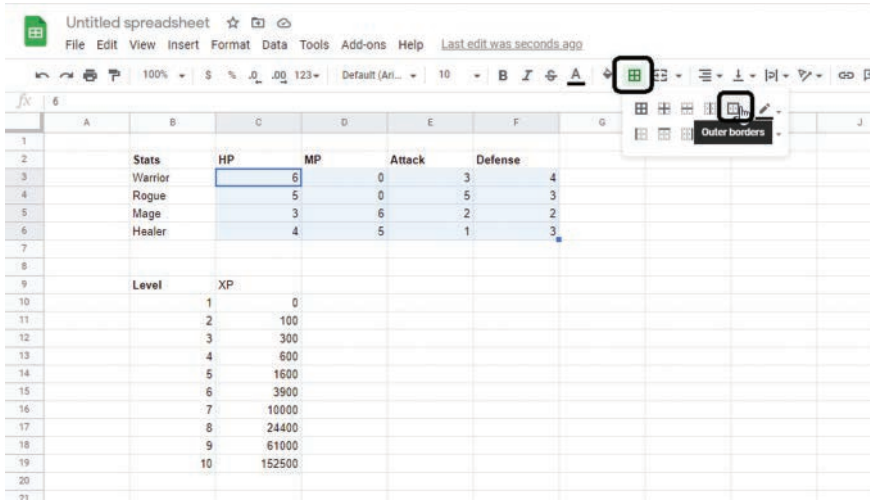 Untitled spreadsheet
File Edit View Insert Format Data Tools Add-ons Help Last edit was seconds ago
100% $ % .0 .00 123 Default (Ari... 10 B I S A
fx 6
A B C D E F G J
Outer borders
1
2 Stats HP MP Attack Defense
3 Warrior 6 0 3 4
4 Rogue 5 0 5 3
5 Mage 3 6 2 2
6 Healer 4 5 1 3
7
8
9 Level XP
10 1 0
11 2 100
12 3 300
13 4 600
14 5 1600
15 6 3900
16 7 10000
17 8 24400
18 9 61000
19 10 152500
20
21